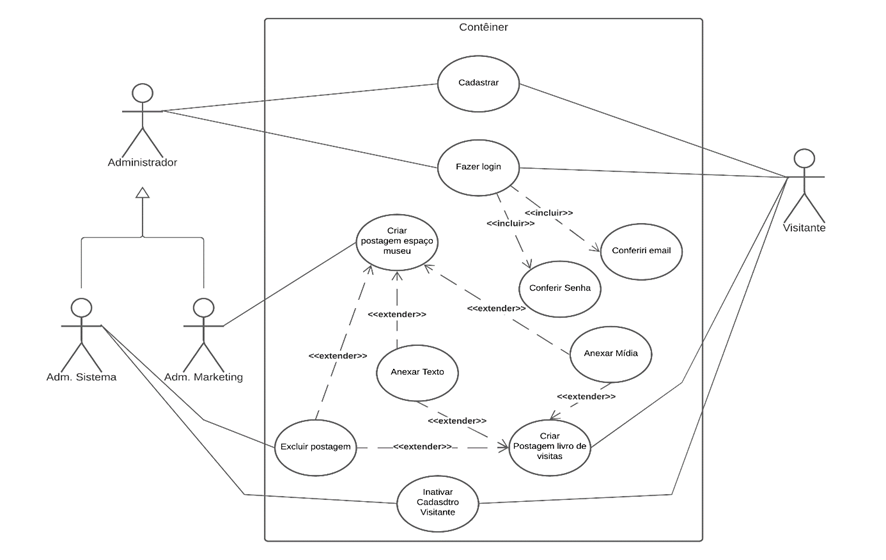 Contêiner
Cadastrar
Administrador
Fazer login
Visitante
<<incluir>>
<<incluir>>
Criar
postagem espaço
museu
Conferiri email
Conferir Senha
<<extender>>
<<extender>>
<<extender>>
Adm. Sistema
Adm. Marketing
Anexar Texto
Anexar Mídia
<<extender>>
<<extender>>
Excluir postagem
<<extender>>
Criar
Postagem livro de
visitas
Inativar
Cadasdtro
Visitante